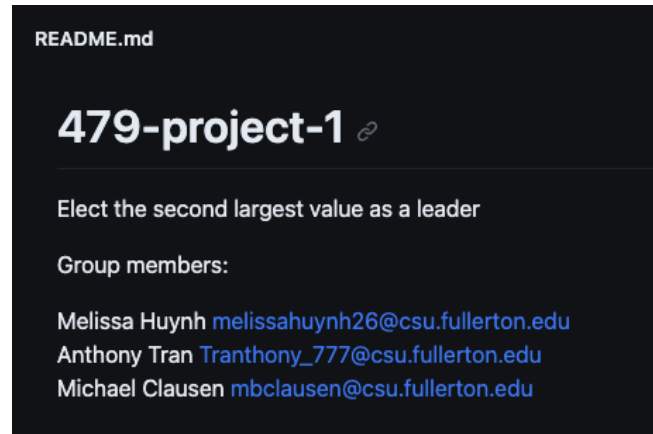 README.md
479-project-1
Elect the second largest value as a leader
Group members:
Melissa Huynh melissahuynh26@csu.fullerton.edu
Anthony Tran Tranthony_777@csu.fullerton.edu
Michael Clausen mbclausen@csu.fullerton.edu